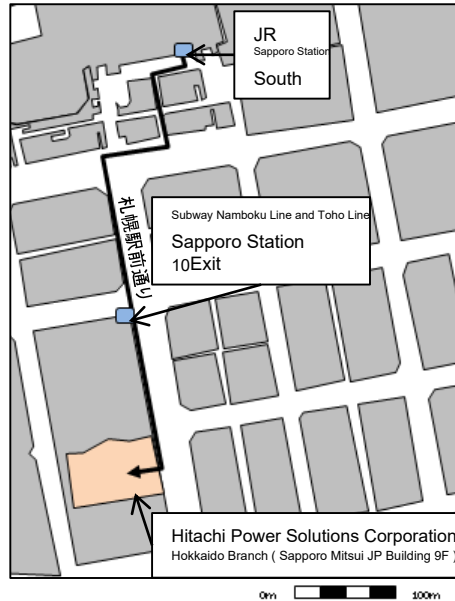 JR
Sapporo Station
South
札幌駅前通り
Subway Namboku Line and Toho Line
Sapporo Station
10Exit
Hitachi Power Solutions Corporation
Hokkaido Branch ( Sapporo Mitsui JP Building 9F )
0m
100m